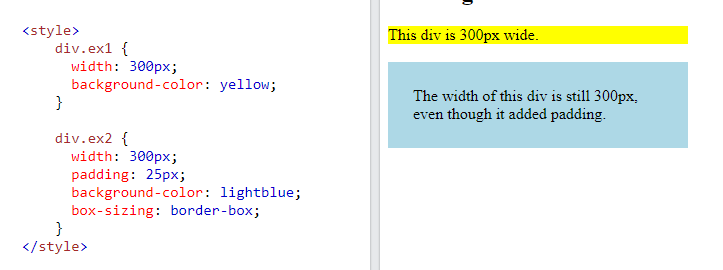 <style>
div.ex1 {
width: 300px;
background-color: yellow;
}
div.ex2 {
width: 300px;
padding: 25px;
background-color: lightblue;
box-sizing: border-box;
}
</style>
This div is 300px wide.
The width of this div is still 300px,
even though it added padding.